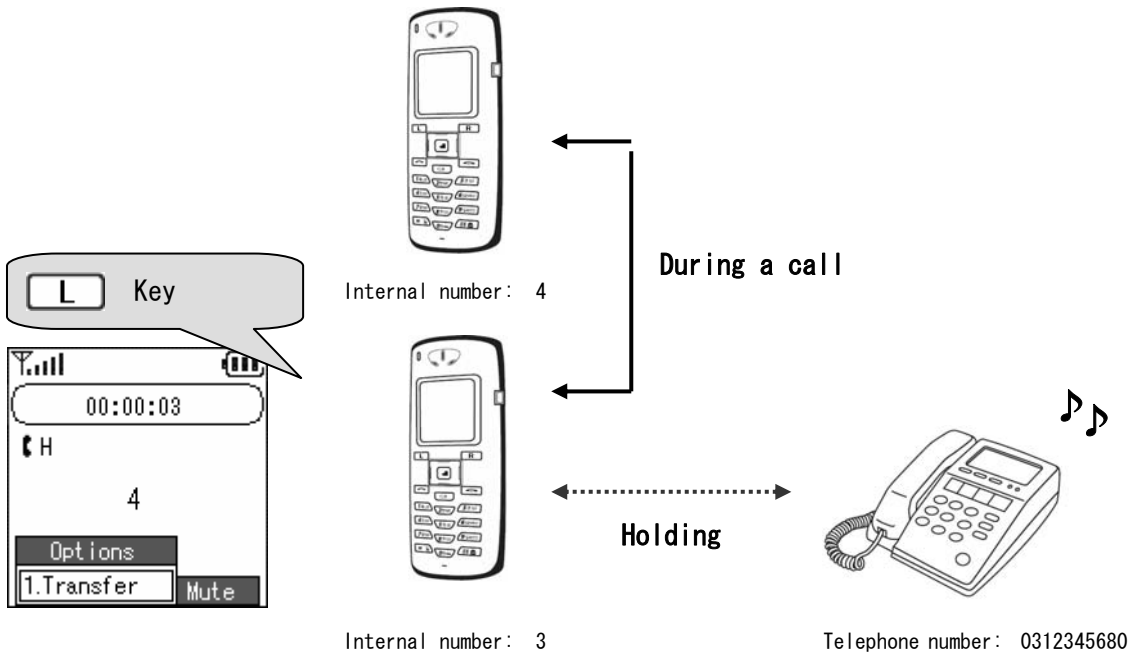 Internal number: 4
During a call
L Key
00:00:03
H
4
Options
1.Transfer
Mute
Holding
Internal number: 3
Telephone number: 0312345680